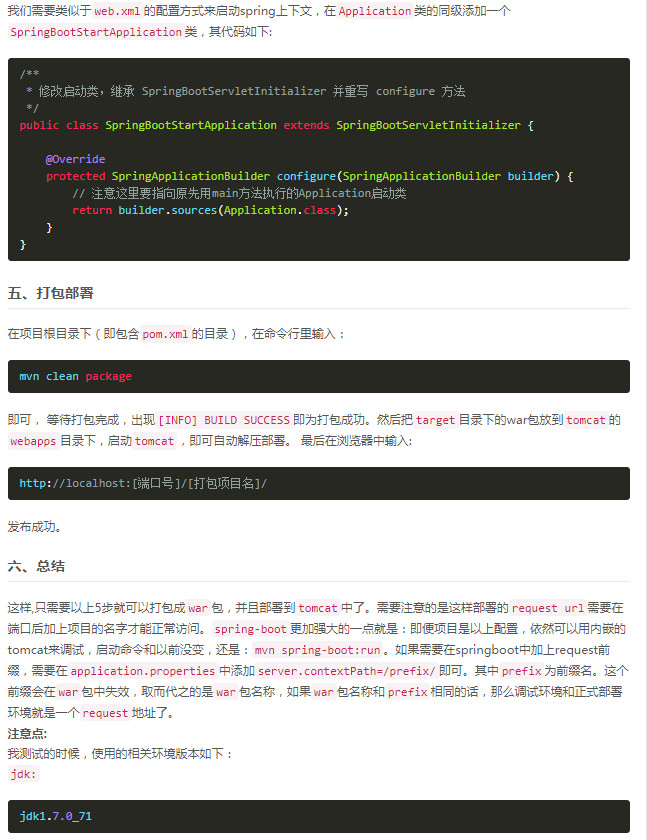 我们需要类似于 web.xml 的配置方式来启动spring上下文，在 Application 类的同级添加一个
SpringBootStartApplication 类，其代码如下:
/**
 * 修改启动类，继承 SpringBootServletInitializer 并重写 configure 方法
 */
public class SpringBootStartApplication extends SpringBootServletInitializer {
    @Override
    protected SpringApplicationBuilder configure(SpringApplicationBuilder builder) {
        // 注意这里要指向原先用main方法执行的Application启动类
        return builder.sources(Application.class);
    }
}
五、打包部署
在项目根目录下（即包含 pom.xml 的目录），在命令行里输入：
mvn clean package
即可， 等待打包完成，出现 [INFO] BUILD SUCCESS 即为打包成功。然后把 target 目录下的war包放到 tomcat 的
webapps 目录下，启动 tomcat ，即可自动解压部署。 最后在浏览器中输入:
http://localhost:[端口号]/[打包项目名]/
发布成功。
六、总结
这样,只需要以上5步就可以打包成 war 包，并且部署到 tomcat 中了。需要注意的是这样部署的 request url 需要在
端口后加上项目的名字才能正常访问。 spring-boot 更加强大的一点就是：即便项目是以上配置，依然可以用内嵌的
tomcat来调试，启动命令和以前没变，还是： mvn spring-boot:run 。如果需要在springboot中加上request前
缀，需要在 application.properties 中添加 server.contextPath=/prefix/ 即可。其中 prefix 为前缀名。这个
前缀会在 war 包中失效，取而代之的是 war 包名称，如果 war 包名称和 prefix 相同的话，那么调试环境和正式部署
环境就是一个 request 地址了。
注意点:
我测试的时候，使用的相关环境版本如下：
jdk:
jdk1.7.0_71